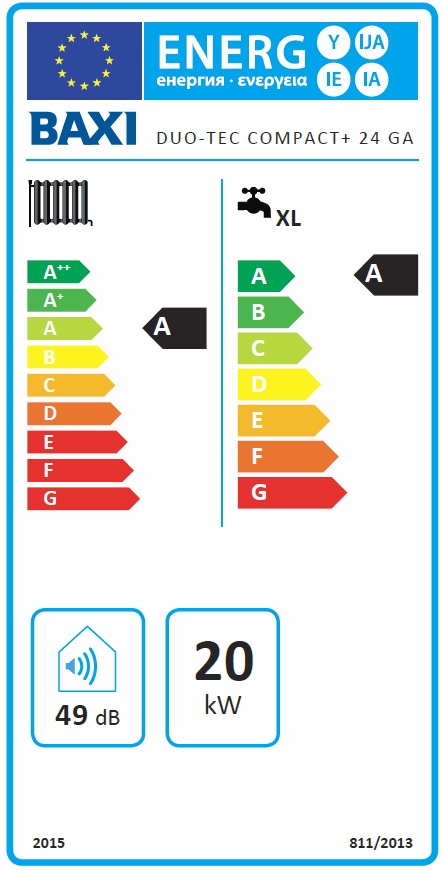 ENERG
Y IJA
енергия · ενεργεια
IE IA
BAXI
DUO-TEC COMPACT+ 24 GA
XL
A++
A+
A
B
C
D
E
F
G
A
A
B
C
D
E
F
G
A
49 dB
20
kW
2015
811/2013